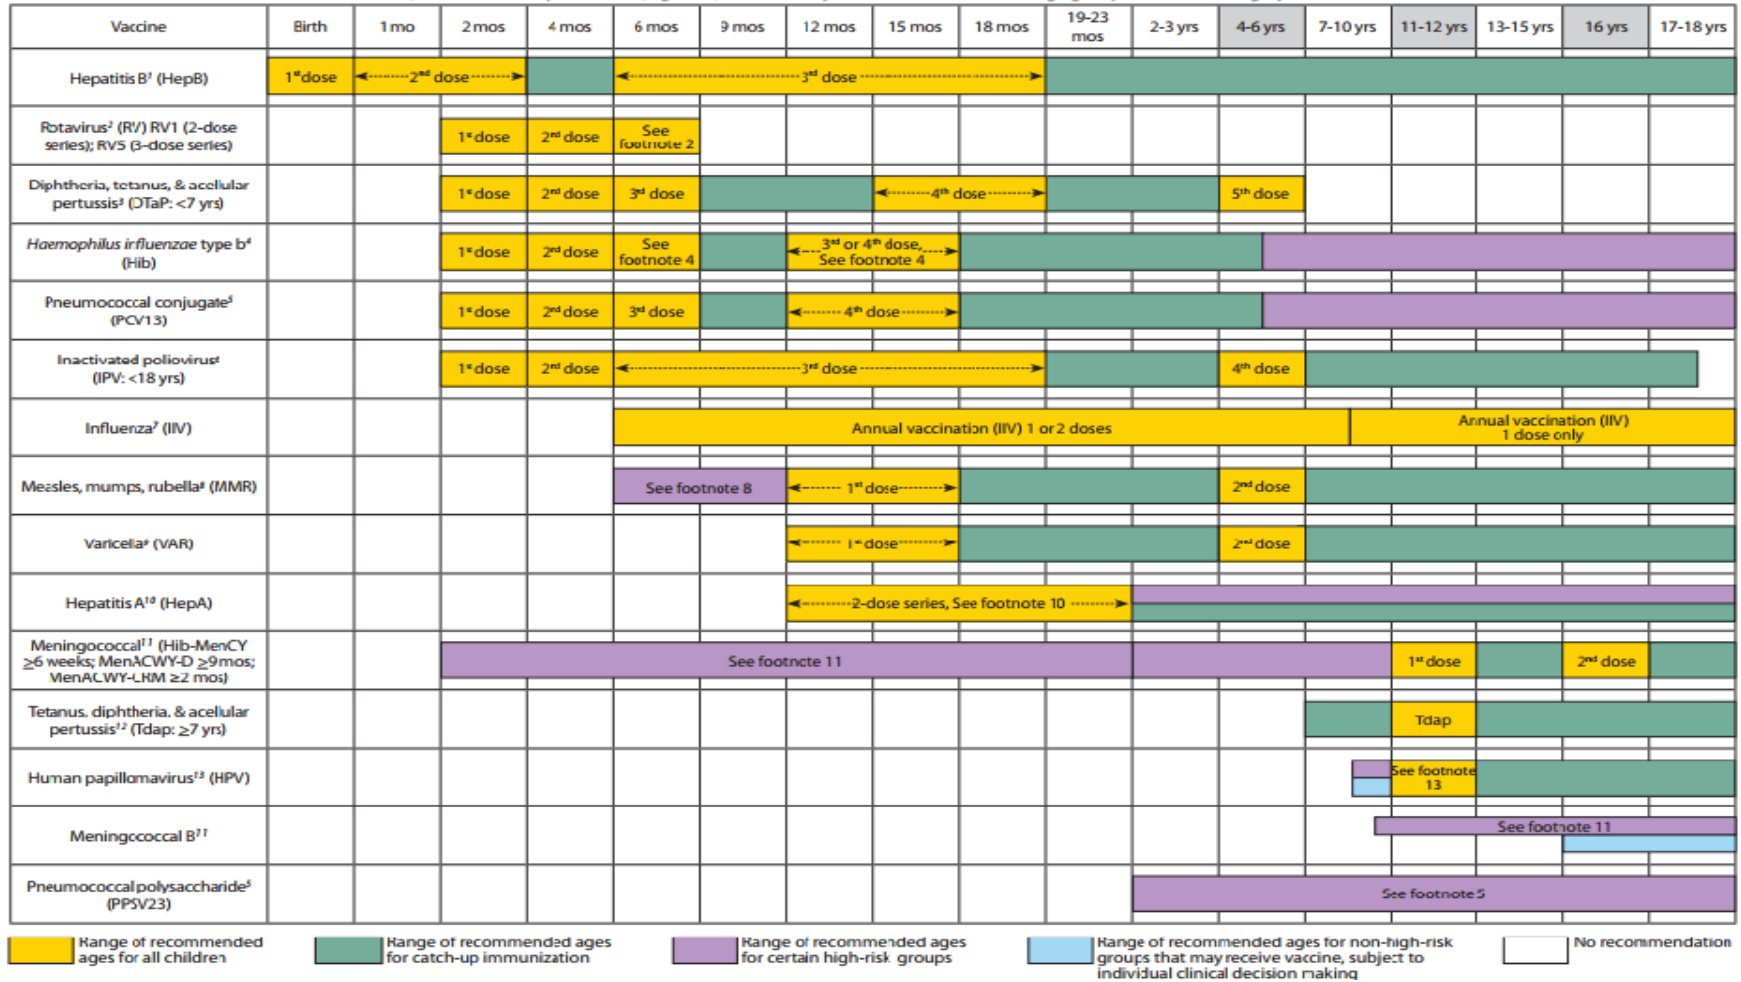 Vaccine Birth 1 mo 2 mos 4 mos 6 mos 9 mos 12 mos 15 mos 18 mos 19-23 mos 2-3 yrs 4-6 yrs 7-10 yrs 11-12 yrs 13-15 yrs 16 yrs 17-18 yrs
Hepatitis B¹ (HepB) 1ˢᵗ dose 2ⁿᵈ dose 3ʳᵈ dose
Rotavirus² (RV) RV1 (2-dose
series); RV5 (3-dose series)
1ˢᵗ dose 2ⁿᵈ dose See
footnote 2
Diphtheria, tetanus, & acellular
pertussis³ (DTaP: <7 yrs)
1ˢᵗ dose 2ⁿᵈ dose 3ʳᵈ dose 4ᵗʰ dose 5ᵗʰ dose
Haemophilus influenzae type b⁴
(Hib)
1ˢᵗ dose 2ⁿᵈ dose See
footnote 4
3ʳᵈ or 4ᵗʰ dose,
See footnote 4
Pneumococcal conjugate⁵
(PCV13)
1ˢᵗ dose 2ⁿᵈ dose 3ʳᵈ dose 4ᵗʰ dose
Inactivated poliovirus⁶
(IPV: <18 yrs)
1ˢᵗ dose 2ⁿᵈ dose 3ʳᵈ dose 4ᵗʰ dose
Influenza⁷ (IIV) Annual vaccination (IIV) 1 or 2 doses
Annual vaccination (IIV)
1 dose only
Measles, mumps, rubella⁸ (MMR) See footnote 8 1ˢᵗ dose 2ⁿᵈ dose
Varicella⁹ (VAR) 1ˢᵗ dose 2ⁿᵈ dose
Hepatitis A¹⁰ (HepA) 2-dose series, See footnote 10
Meningococcal¹¹ (Hib-MenCY
≥6 weeks; MenACWY-D ≥9 mos;
MenACWY-CRM ≥2 mos)
See footnote 11 1ˢᵗ dose 2ⁿᵈ dose
Tetanus, diphtheria, & acellular
pertussis¹² (Tdap: ≥7 yrs)
Tdap
Human papillomavirus¹³ (HPV) See footnote
13
Meningococcal B¹¹ See footnote 11
Pneumococcal polysaccharide⁵
(PPSV23)
See footnote 5
Range of recommended
ages for all children
Range of recommended ages
for catch-up immunization
Range of recommended ages
for certain high-risk groups
Range of recommended ages for non-high-risk
groups that may receive vaccine, subject to
individual clinical decision making
No recommendation